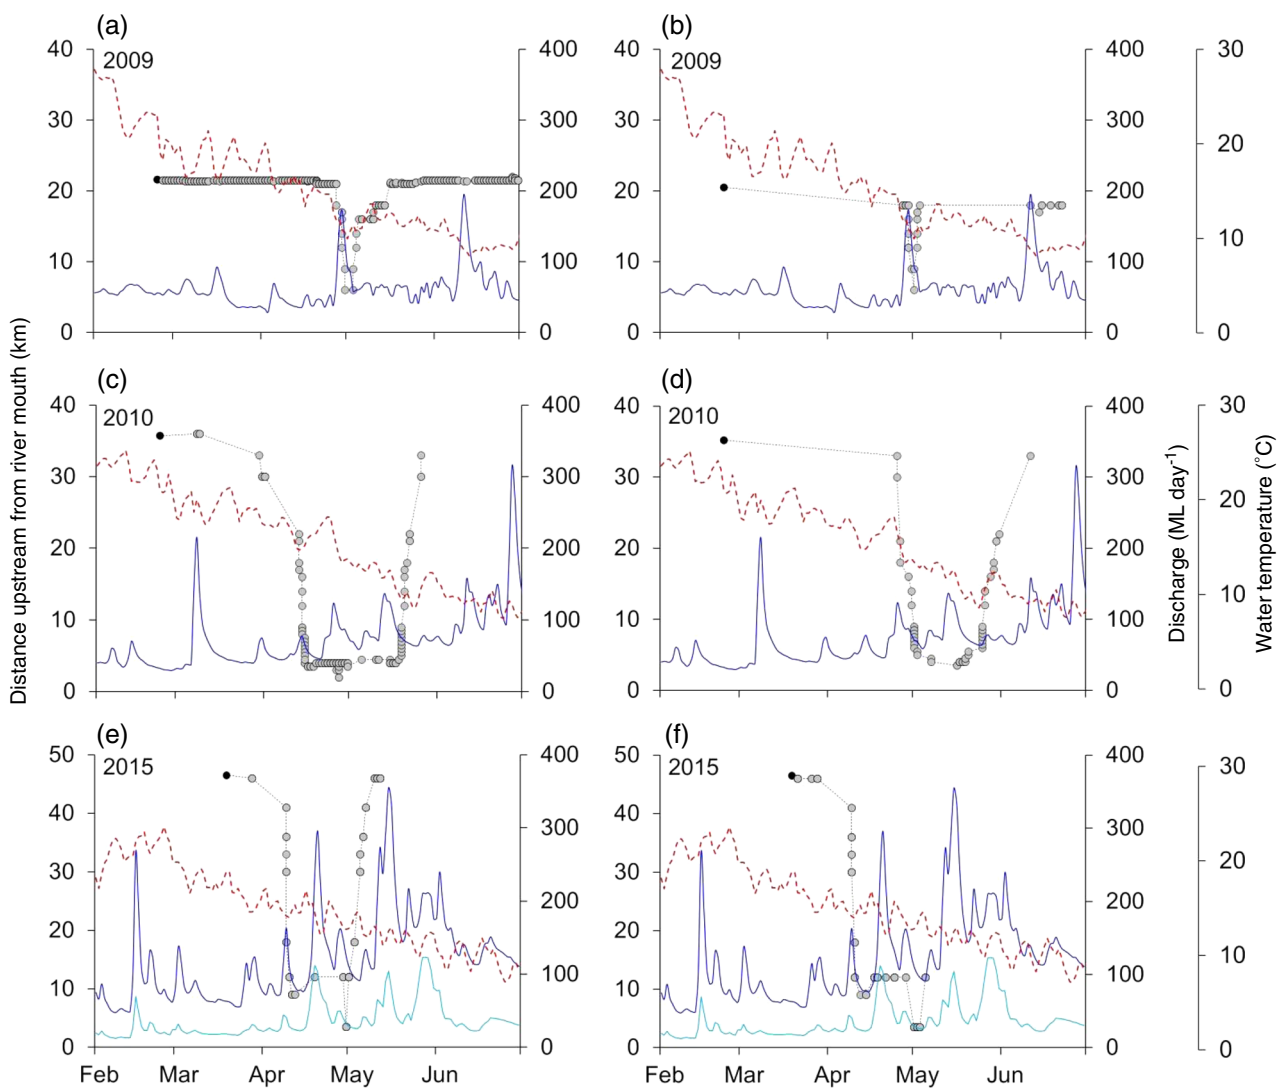 (a) (b)
2009 2009
40 400 40 400 30
30 300 30 300
20 200 20 200 20
10 100 10 100 10
0 0 0 0 0
(c) (d)
2010 2010
40 400 40 400 30
30 300 30 300
20 200 20 200 20
10 100 10 100 10
0 0 0 0 0
(e) (f)
2015 2015
50 400 50 400 30
40 40
300 300
30 30 20
200 200
20 20
10
100 100
10 10
0 0 0 0 0
Feb Mar Apr May Jun Feb Mar Apr May Jun
Distance upstream from river mouth (km)
Discharge (ML day⁻¹)
Water temperature (˚C)